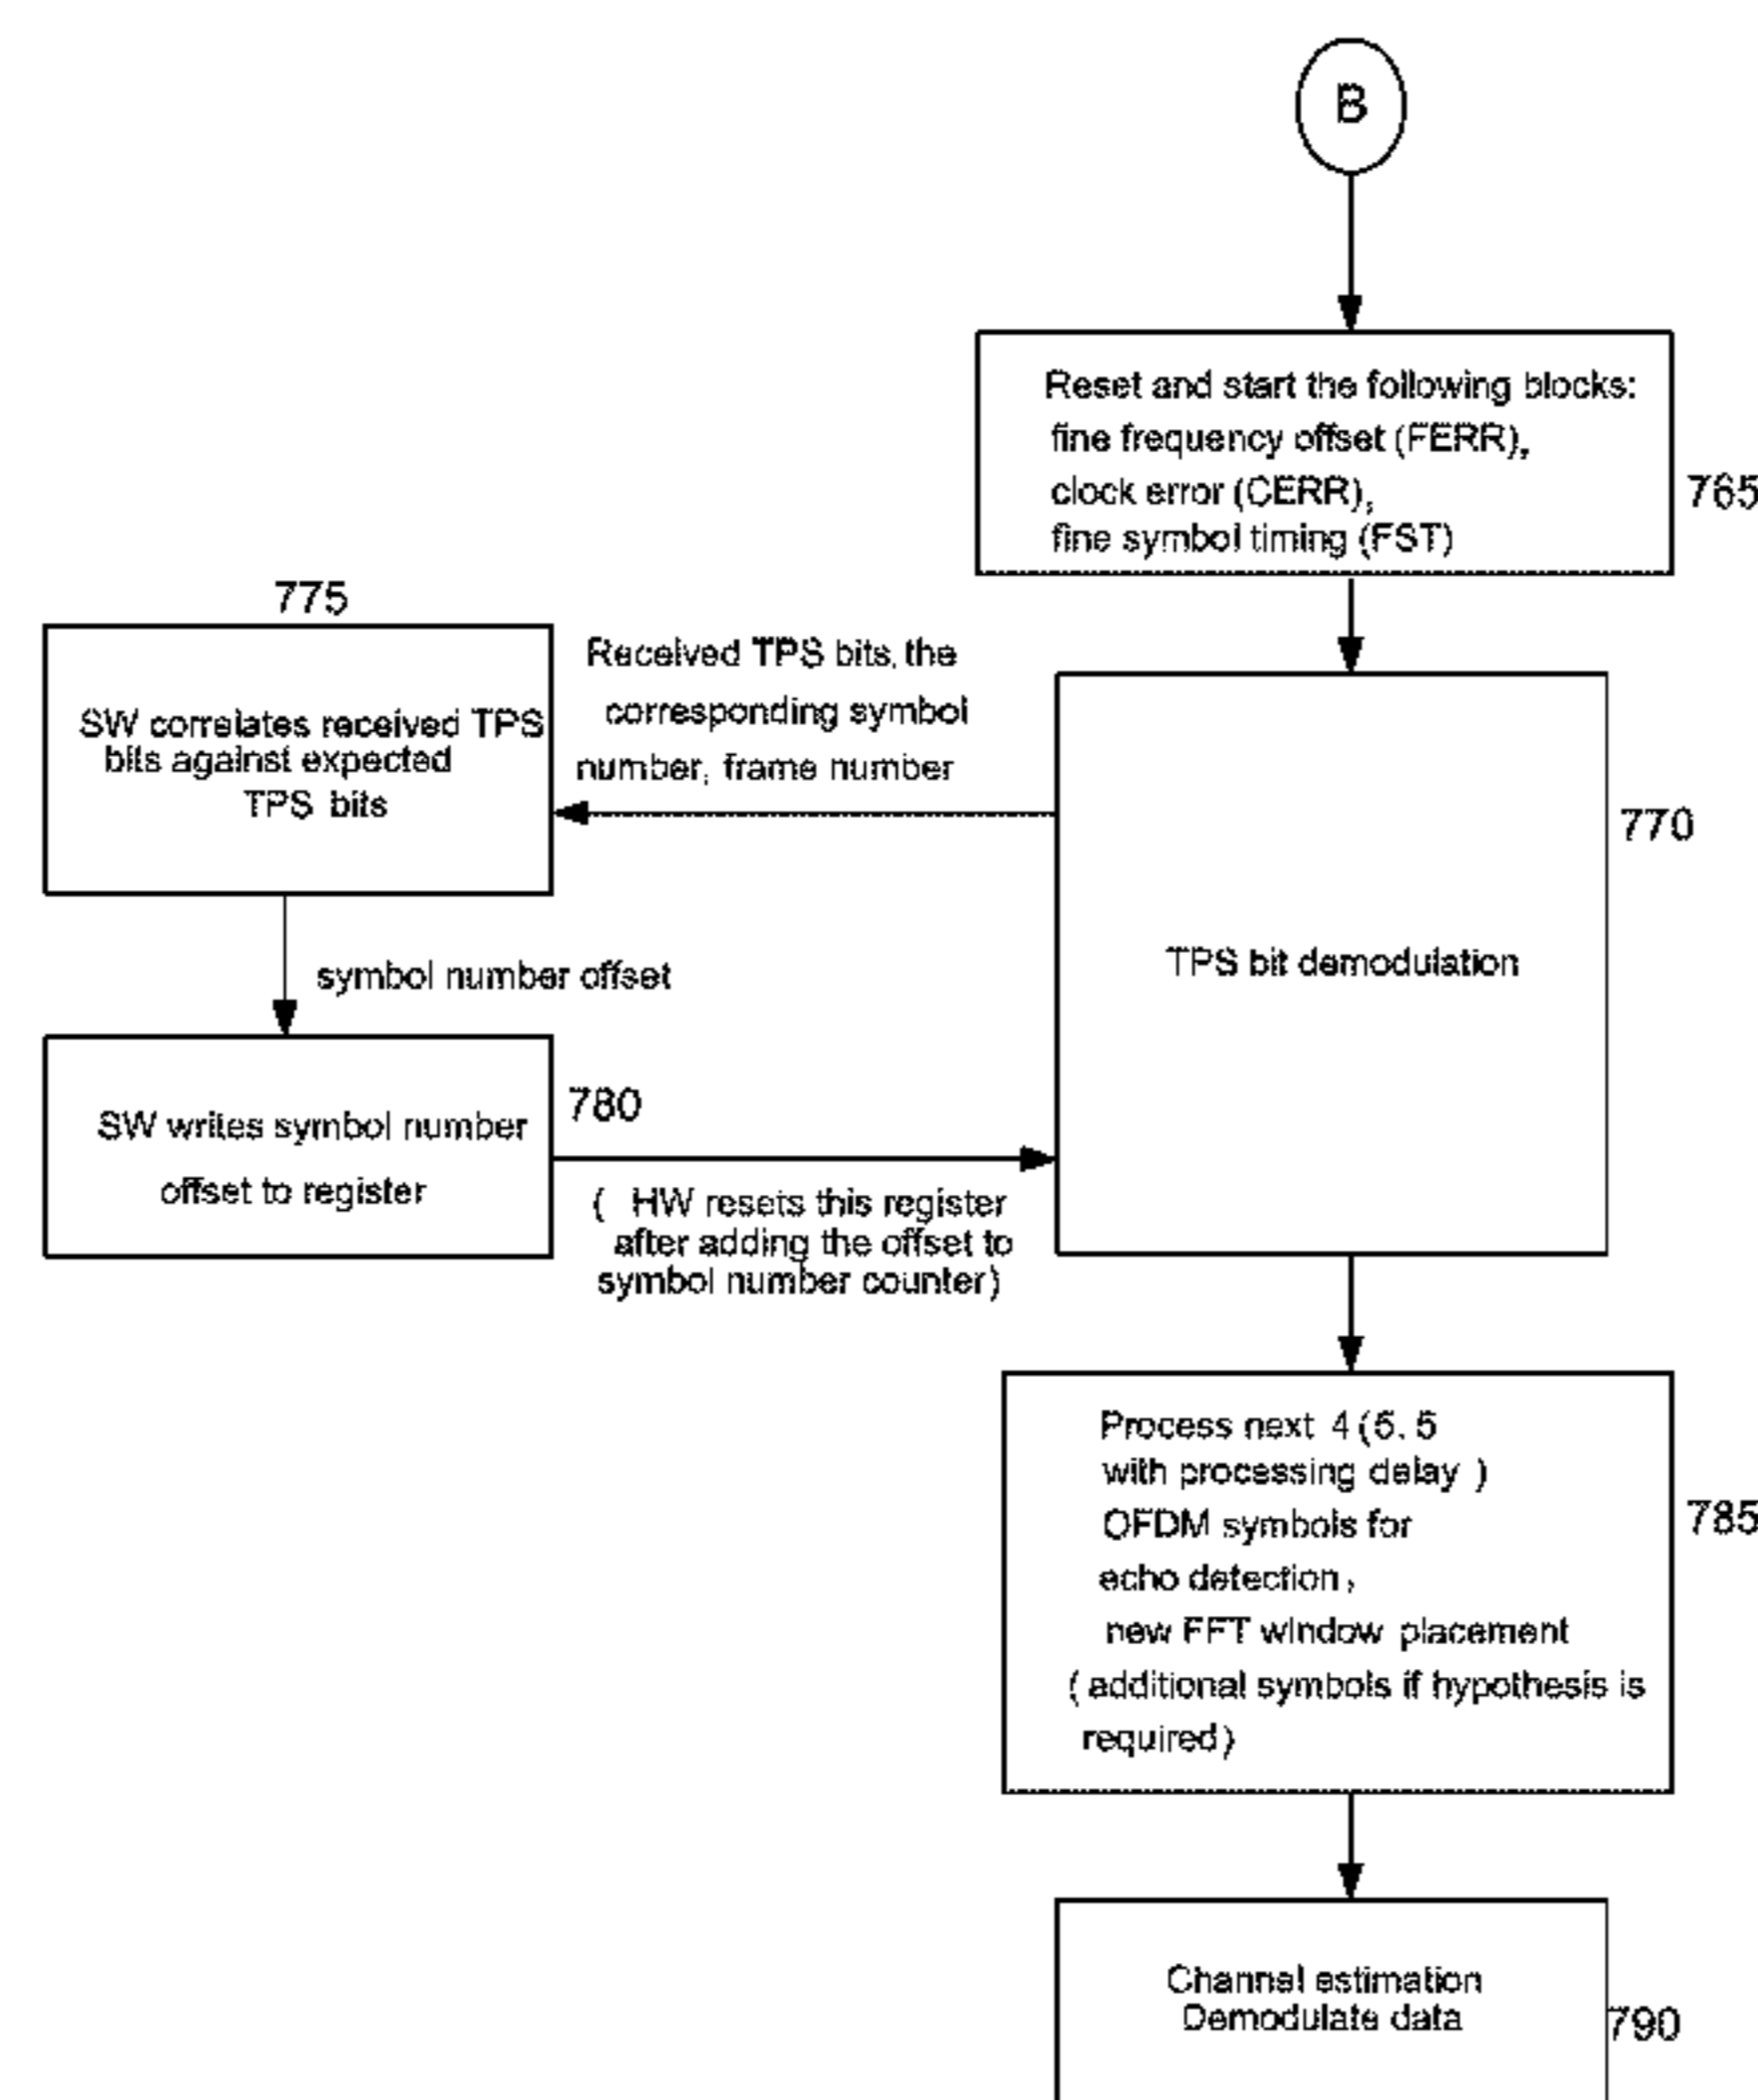 B
Reset and start the following blocks:
fine frequency offset (FERR),
clock error (CERR),
fine symbol timing (FST)
765
775
SW correlates received TPS
bits against expected
TPS bits
Received TPS bits, the
corresponding symbol
number, frame number
770
TPS bit demodulation
symbol number offset
SW writes symbol number
offset to register
780
( HW resets this register
after adding the offset to
symbol number counter)
Process next 4 (5. 5
with processing delay )
OFDM symbols for
echo detection,
new FFT window placement
( additional symbols if hypothesis is
required)
785
Channel estimation
Demodulate data
790